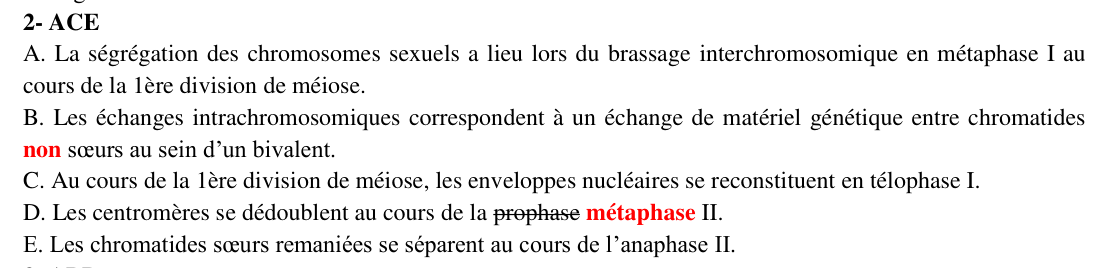 2- ACE
A. La ségrégation des chromosomes sexuels a lieu lors du brassage interchromosomique en métaphase I au
cours de la 1ère division de méiose.
B. Les échanges intrachromosomiques correspondent à un échange de matériel génétique entre chromatides
non sœurs au sein d’un bivalent.
C. Au cours de la 1ère division de méiose, les enveloppes nucléaires se reconstituent en télophase I.
D. Les centromères se dédoublent au cours de la prophase métaphase II.
E. Les chromatides sœurs remaniées se séparent au cours de l’anaphase II.